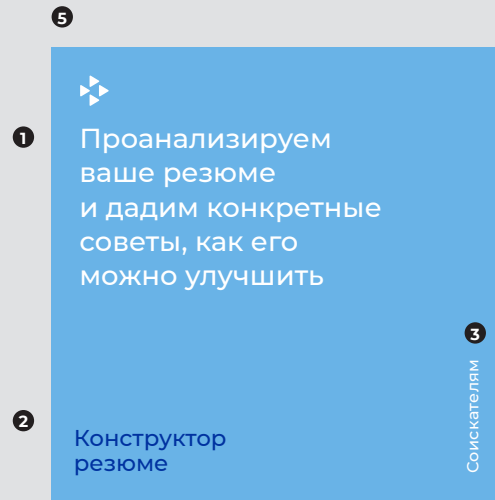 5
1
Проанализируем
ваше резюме
и дадим конкретные
советы, как его
можно улучшить
3
Соискателям
2
Конструктор
резюме